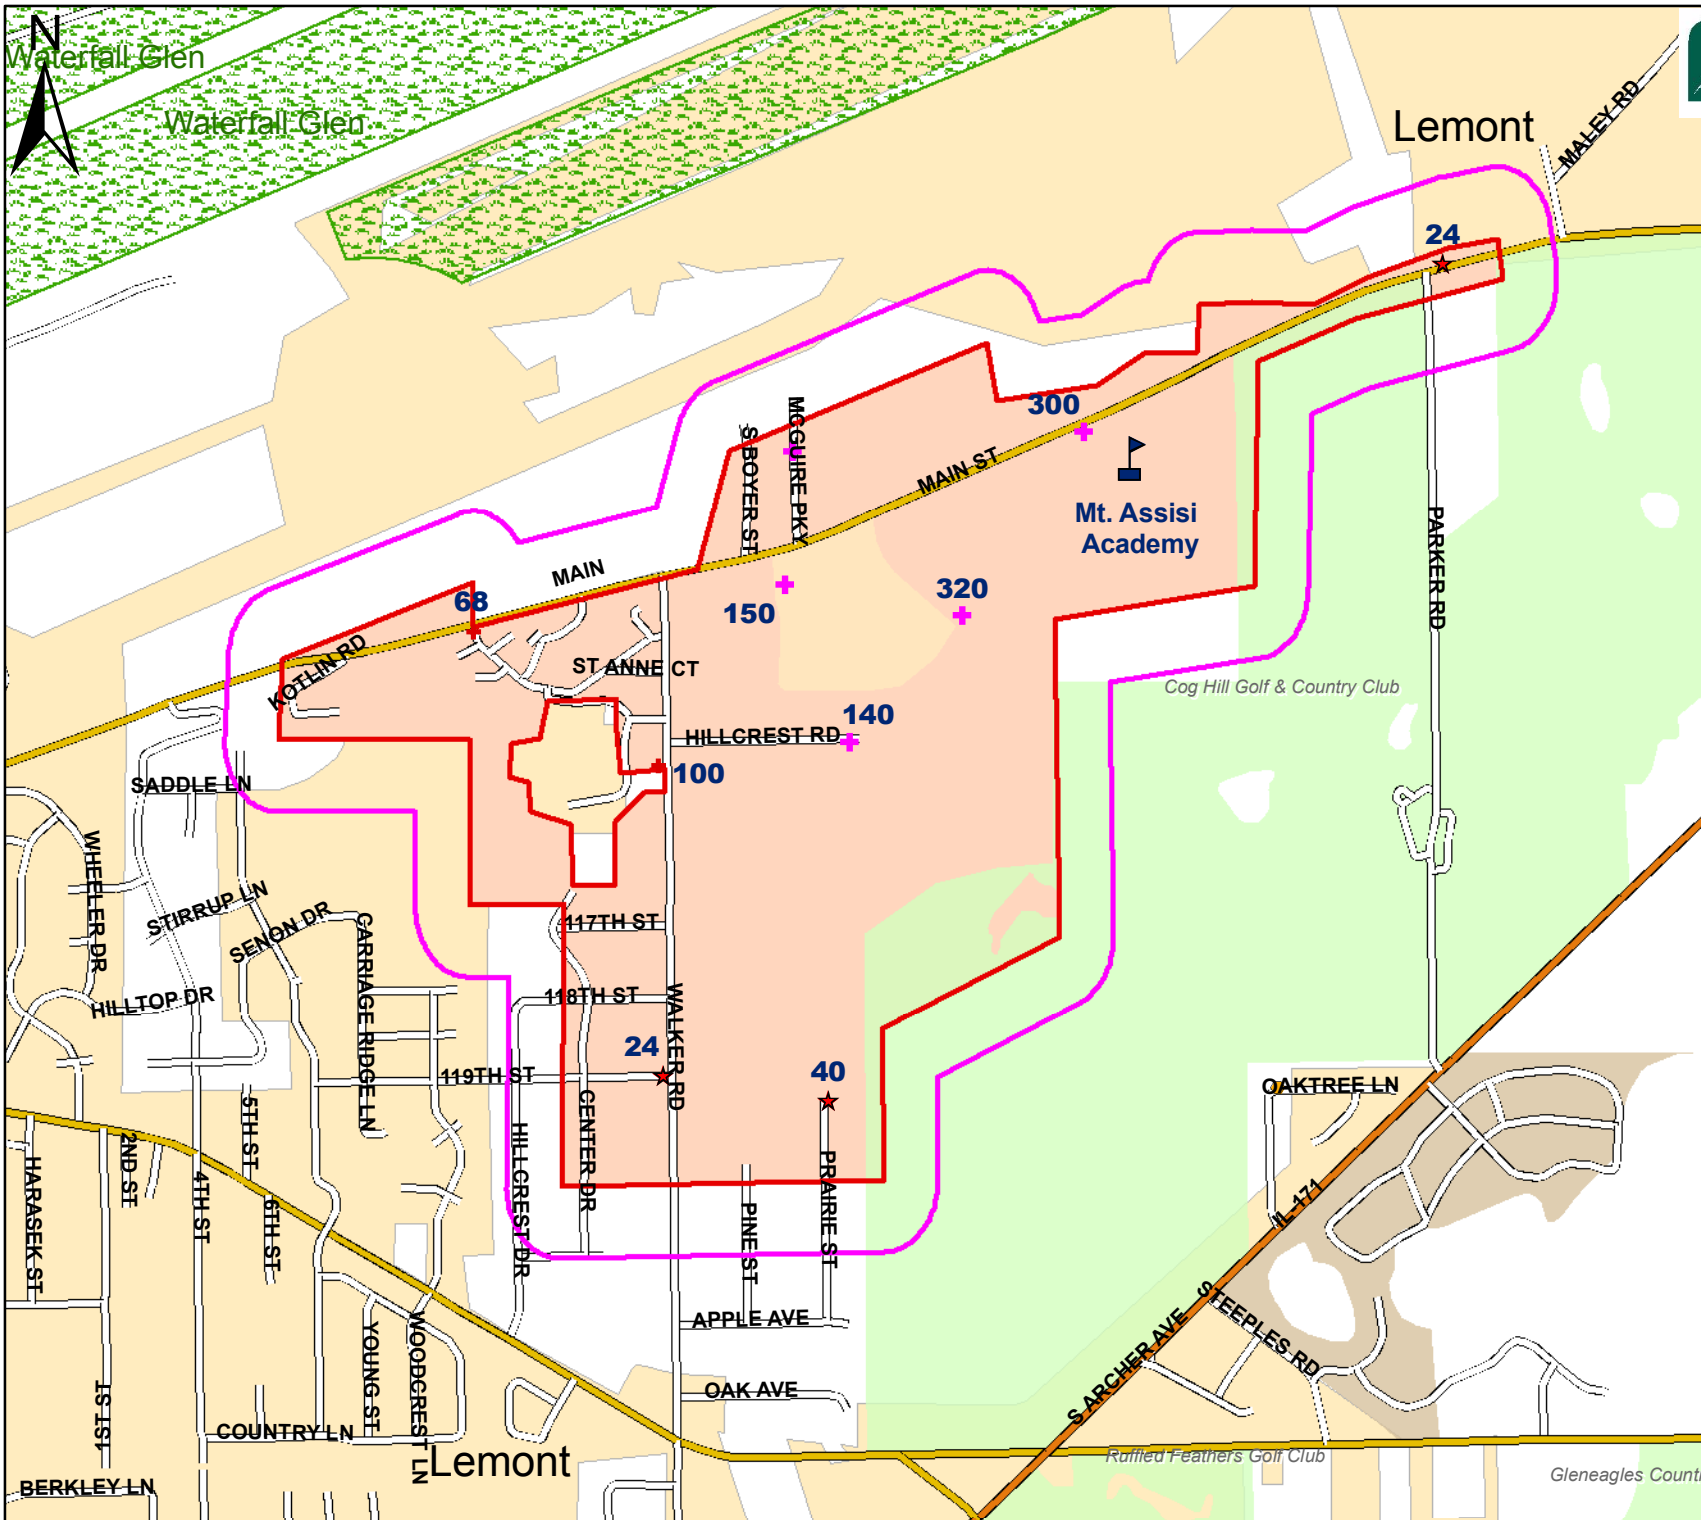 N
Waterfall Glen
Waterfall Glen
Lemont
MALEY RD
24
300
MCGUIRE PKY
S BOYER ST
MAIN ST
Mt. Assisi
Academy
PARKER RD
MAIN
68
150
320
KOTLIN RD
ST ANNE CT
Cog Hill Golf & Country Club
140
HILLCREST RD
100
SADDLE LN
WHEELER DR
STIRRUP LN
SENON DR
CARRIAGE RIDGE LN
117TH ST
HILLTOP DR
118TH ST
WALKER RD
24
40
119TH ST
OAKTREE LN
5TH ST
CENTER DR
2ND ST
HILLCREST DR
HARASEK ST
4TH ST
6TH ST
PINE ST
PRAIRIE ST
IL-171
STEEPLES RD
APPLE AVE
YOUNG ST
WOODCREST LN
S ARCHER AVE
1ST ST
OAK AVE
COUNTRY LN
Lemont
Ruffled Feathers Golf Club
Gleneagles Count
BERKLEY LN